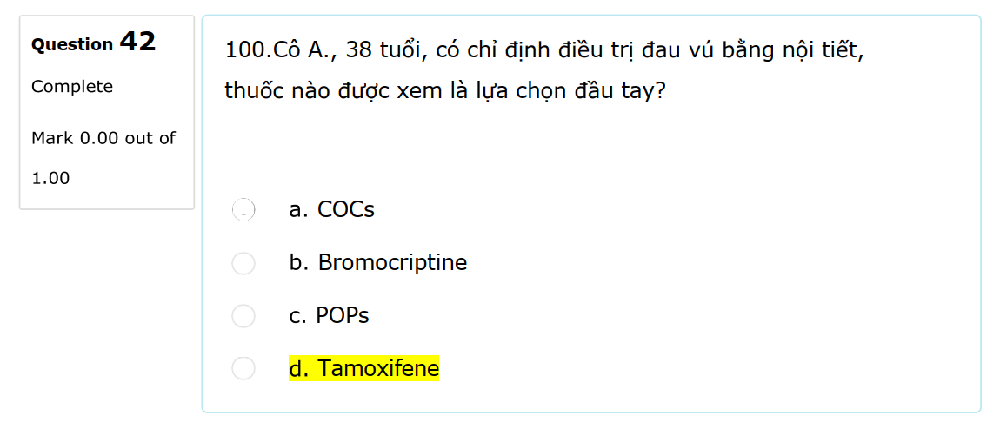 Question 42
Complete
Mark 0.00 out of
1.00
100.Cô A., 38 tuổi, có chỉ định điều trị đau vú bằng nội tiết,
thuốc nào được xem là lựa chọn đầu tay?
a. COCs
b. Bromocriptine
c. POPs
d. Tamoxifene